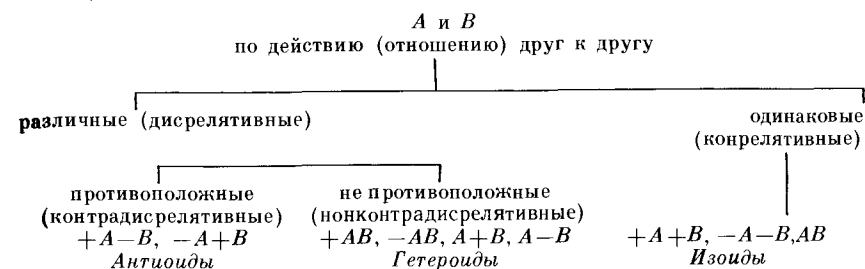 A и B
по действию (отношению) друг к другу
различные (дисрелятивные)
одинаковые
(конрелятивные)
противоположные
(контрадисрелятивные)
+A−B, −A+B
Антиоиды
не противоположные
(нонконтрадисрелятивные)
+AB, −AB, A+B, A−B
Гетероиды
+A+B, −A−B,AB
Изоиды